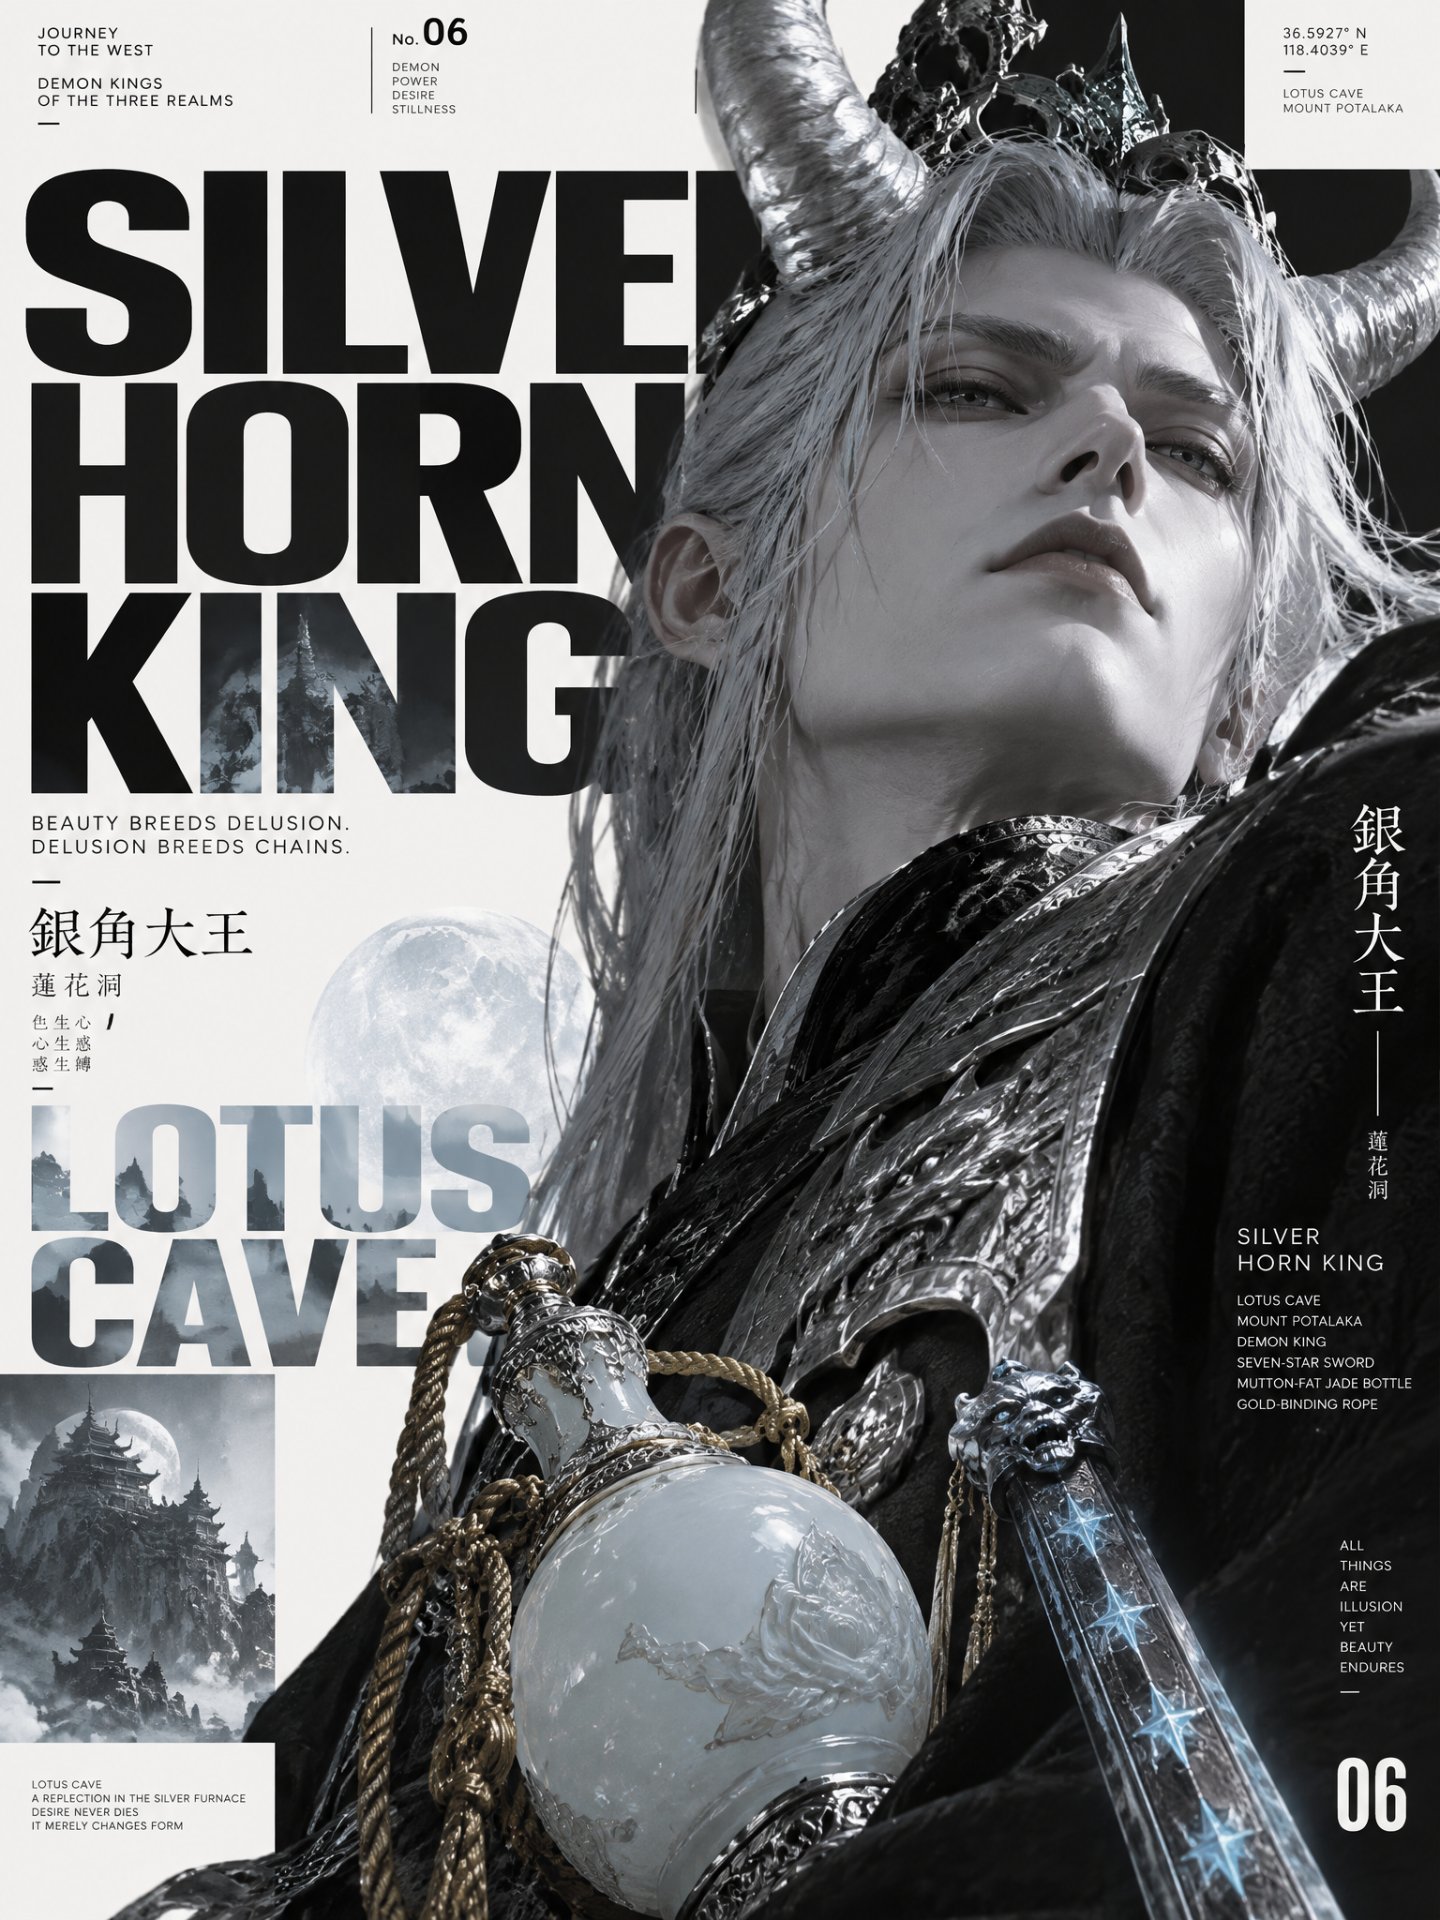 JOURNEY
TO THE WEST
DEMON KINGS
OF THE THREE REALMS
No. 06
DEMON
POWER
DESIRE
STILLNESS
36.5927° N
118.4039° E
LOTUS CAVE
MOUNT POTALAKA
SILVER
HORN
KING
BEAUTY BREEDS DELUSION.
DELUSION BREEDS CHAINS.
銀角大王
蓮花洞
色生心
心生惑
惑生縛
LOTUS
CAVE
LOTUS CAVE
A REPLECTION IN THE SILVER FURNACE
DESIRE NEVER DIES
IT MERELY CHANGES FORM
銀角大王
蓮花洞
SILVER
HORN KING
LOTUS CAVE
MOUNT POTALAKA
DEMON KING
SEVEN-STAR SWORD
MUTTON-FAT JADE BOTTLE
GOLD-BINDING ROPE
ALL
THINGS
ARE
ILLUSION
YET
BEAUTY
ENDURES
06